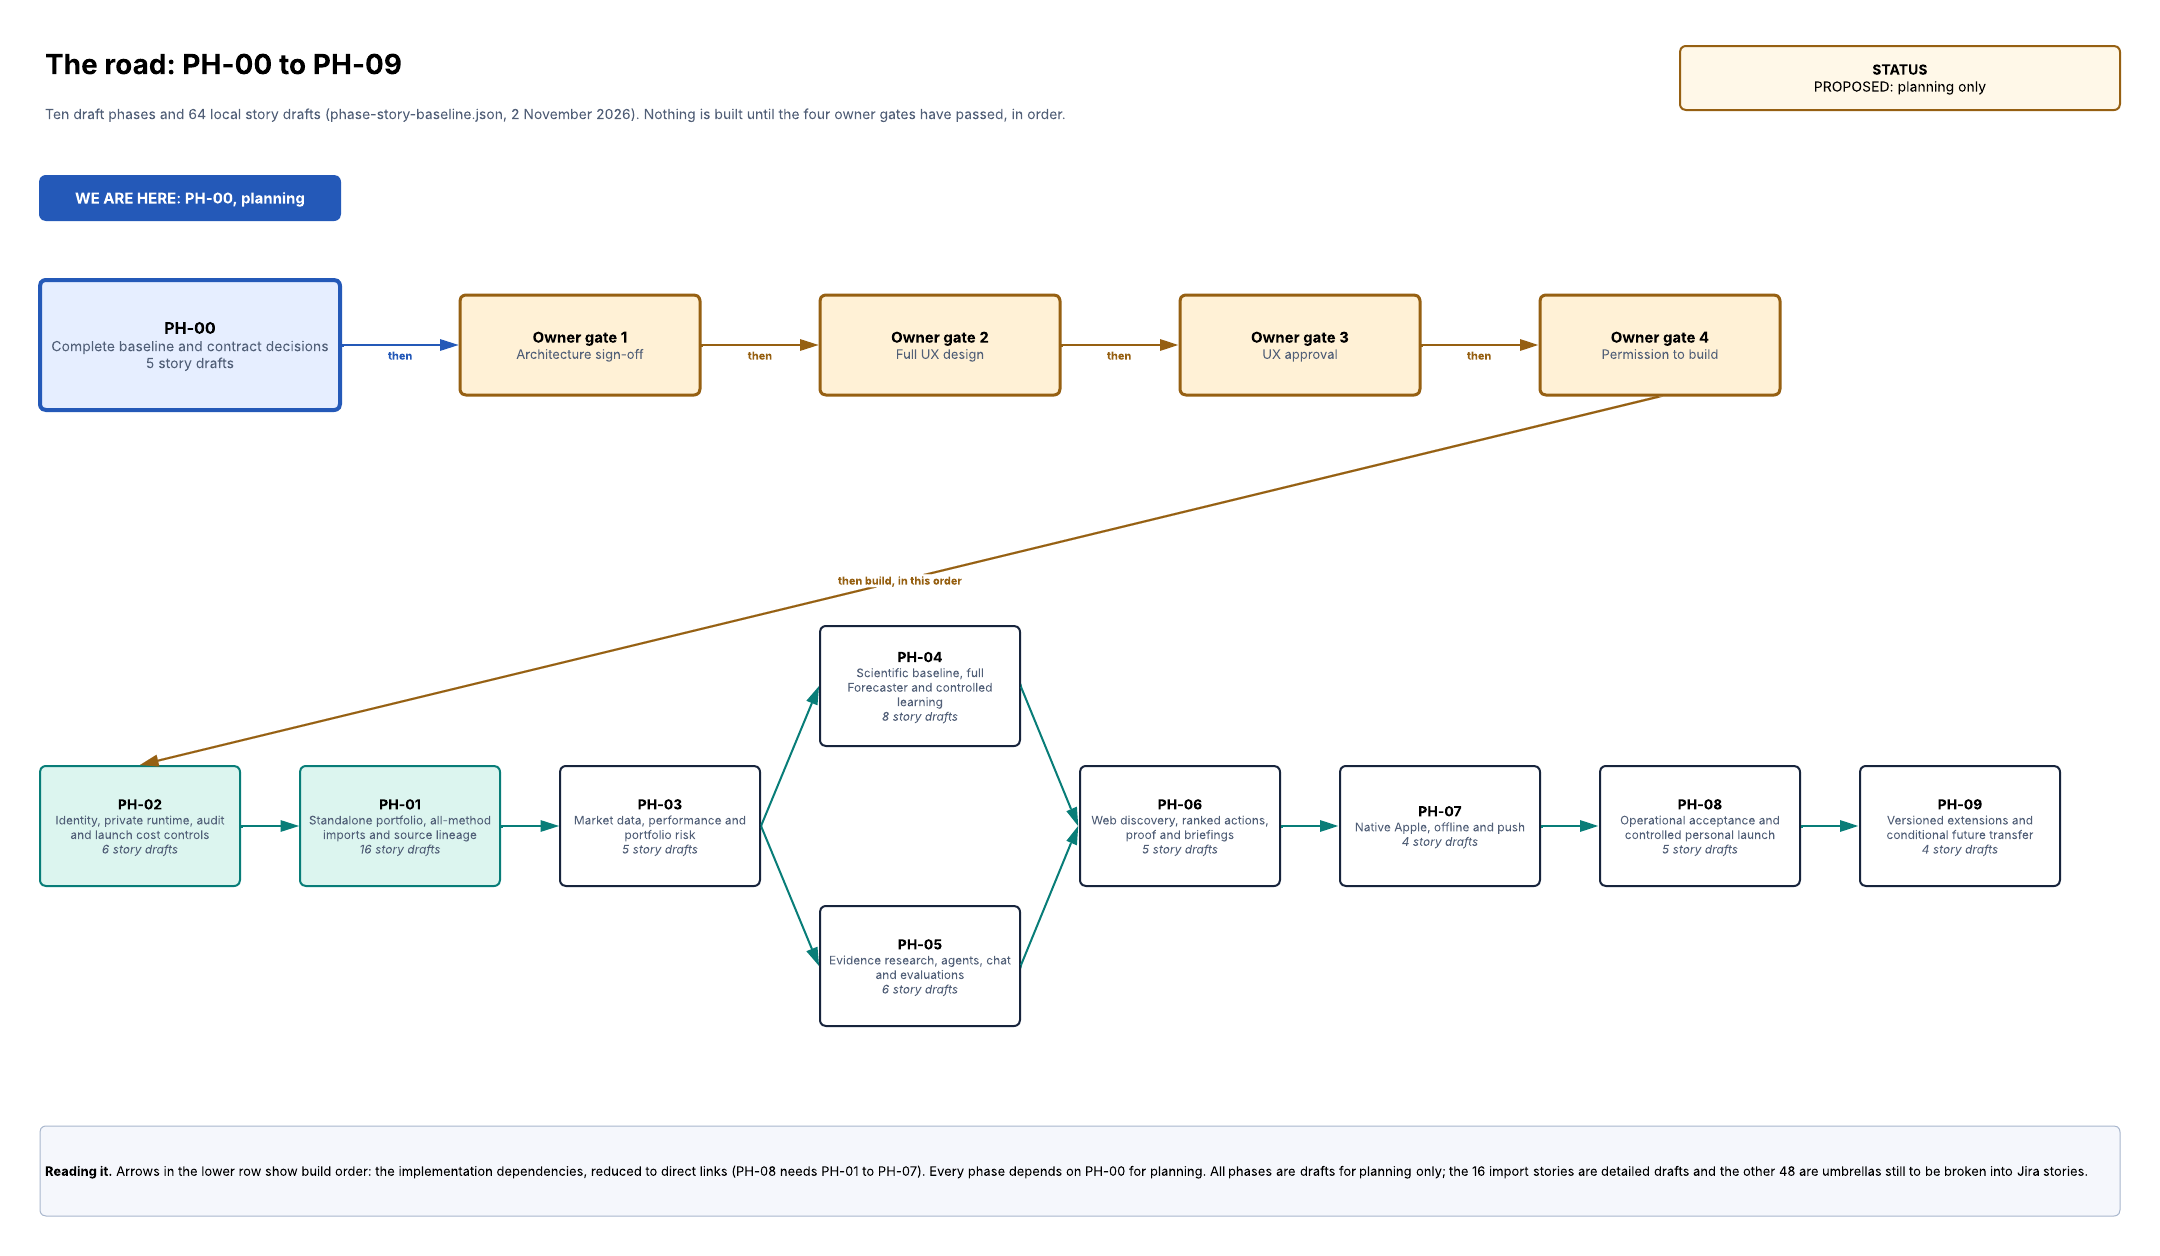 The road: PH-00 to PH-09
STATUS
PROPOSED: planning only
Ten draft phases and 64 local story drafts (phase-story-baseline.json, 2 November 2026). Nothing is built until the four owner gates have passed, in order.
WE ARE HERE: PH-00, planning
PH-00
Complete baseline and contract decisions
5 story drafts
then
Owner gate 1
Architecture sign-off
then
Owner gate 2
Full UX design
then
Owner gate 3
UX approval
then
Owner gate 4
Permission to build
then build, in this order
PH-02
Identity, private runtime, audit
and launch cost controls
6 story drafts
PH-01
Standalone portfolio, all-method
imports and source lineage
16 story drafts
PH-03
Market data, performance and
portfolio risk
5 story drafts
PH-04
Scientific baseline, full
Forecaster and controlled
learning
8 story drafts
PH-05
Evidence research, agents, chat
and evaluations
6 story drafts
PH-06
Web discovery, ranked actions,
proof and briefings
5 story drafts
PH-07
Native Apple, offline and push
4 story drafts
PH-08
Operational acceptance and
controlled personal launch
5 story drafts
PH-09
Versioned extensions and
conditional future transfer
4 story drafts
Reading it. Arrows in the lower row show build order: the implementation dependencies, reduced to direct links (PH-08 needs PH-01 to PH-07). Every phase depends on PH-00 for planning. All phases are drafts for planning only; the 16 import stories are detailed drafts and the other 48 are umbrellas still to be broken into Jira stories.